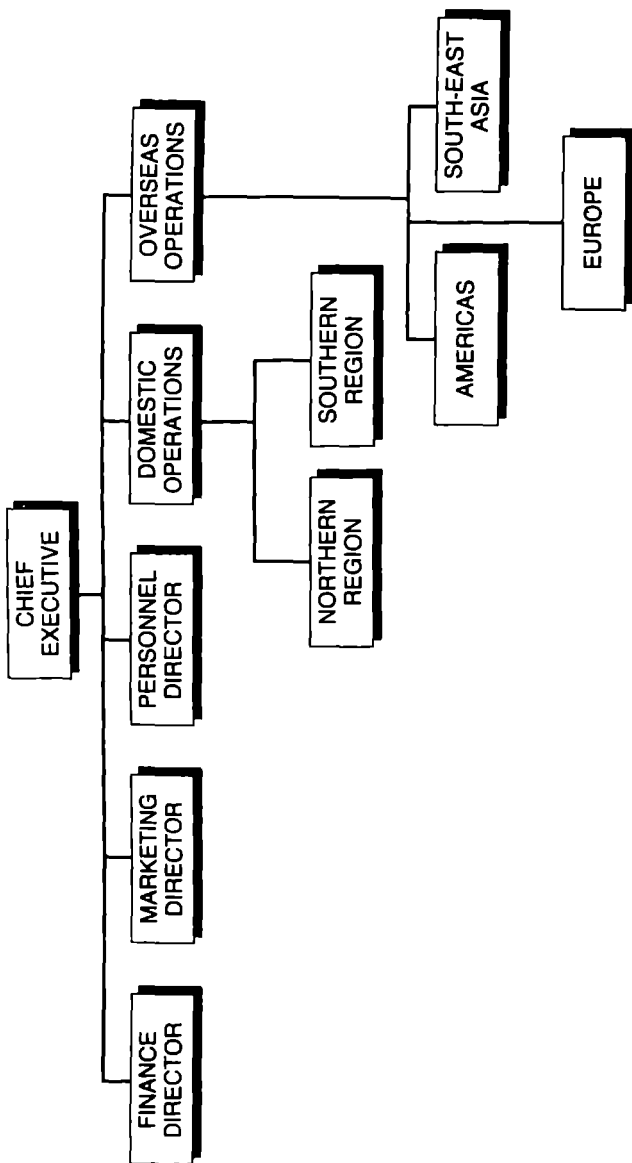 CHIEF
EXECUTIVE
FINANCE
DIRECTOR
MARKETING
DIRECTOR
PERSONNEL
DIRECTOR
DOMESTIC
OPERATIONS
OVERSEAS
OPERATIONS
NORTHERN
REGION
SOUTHERN
REGION
AMERICAS
SOUTH-EAST
ASIA
EUROPE